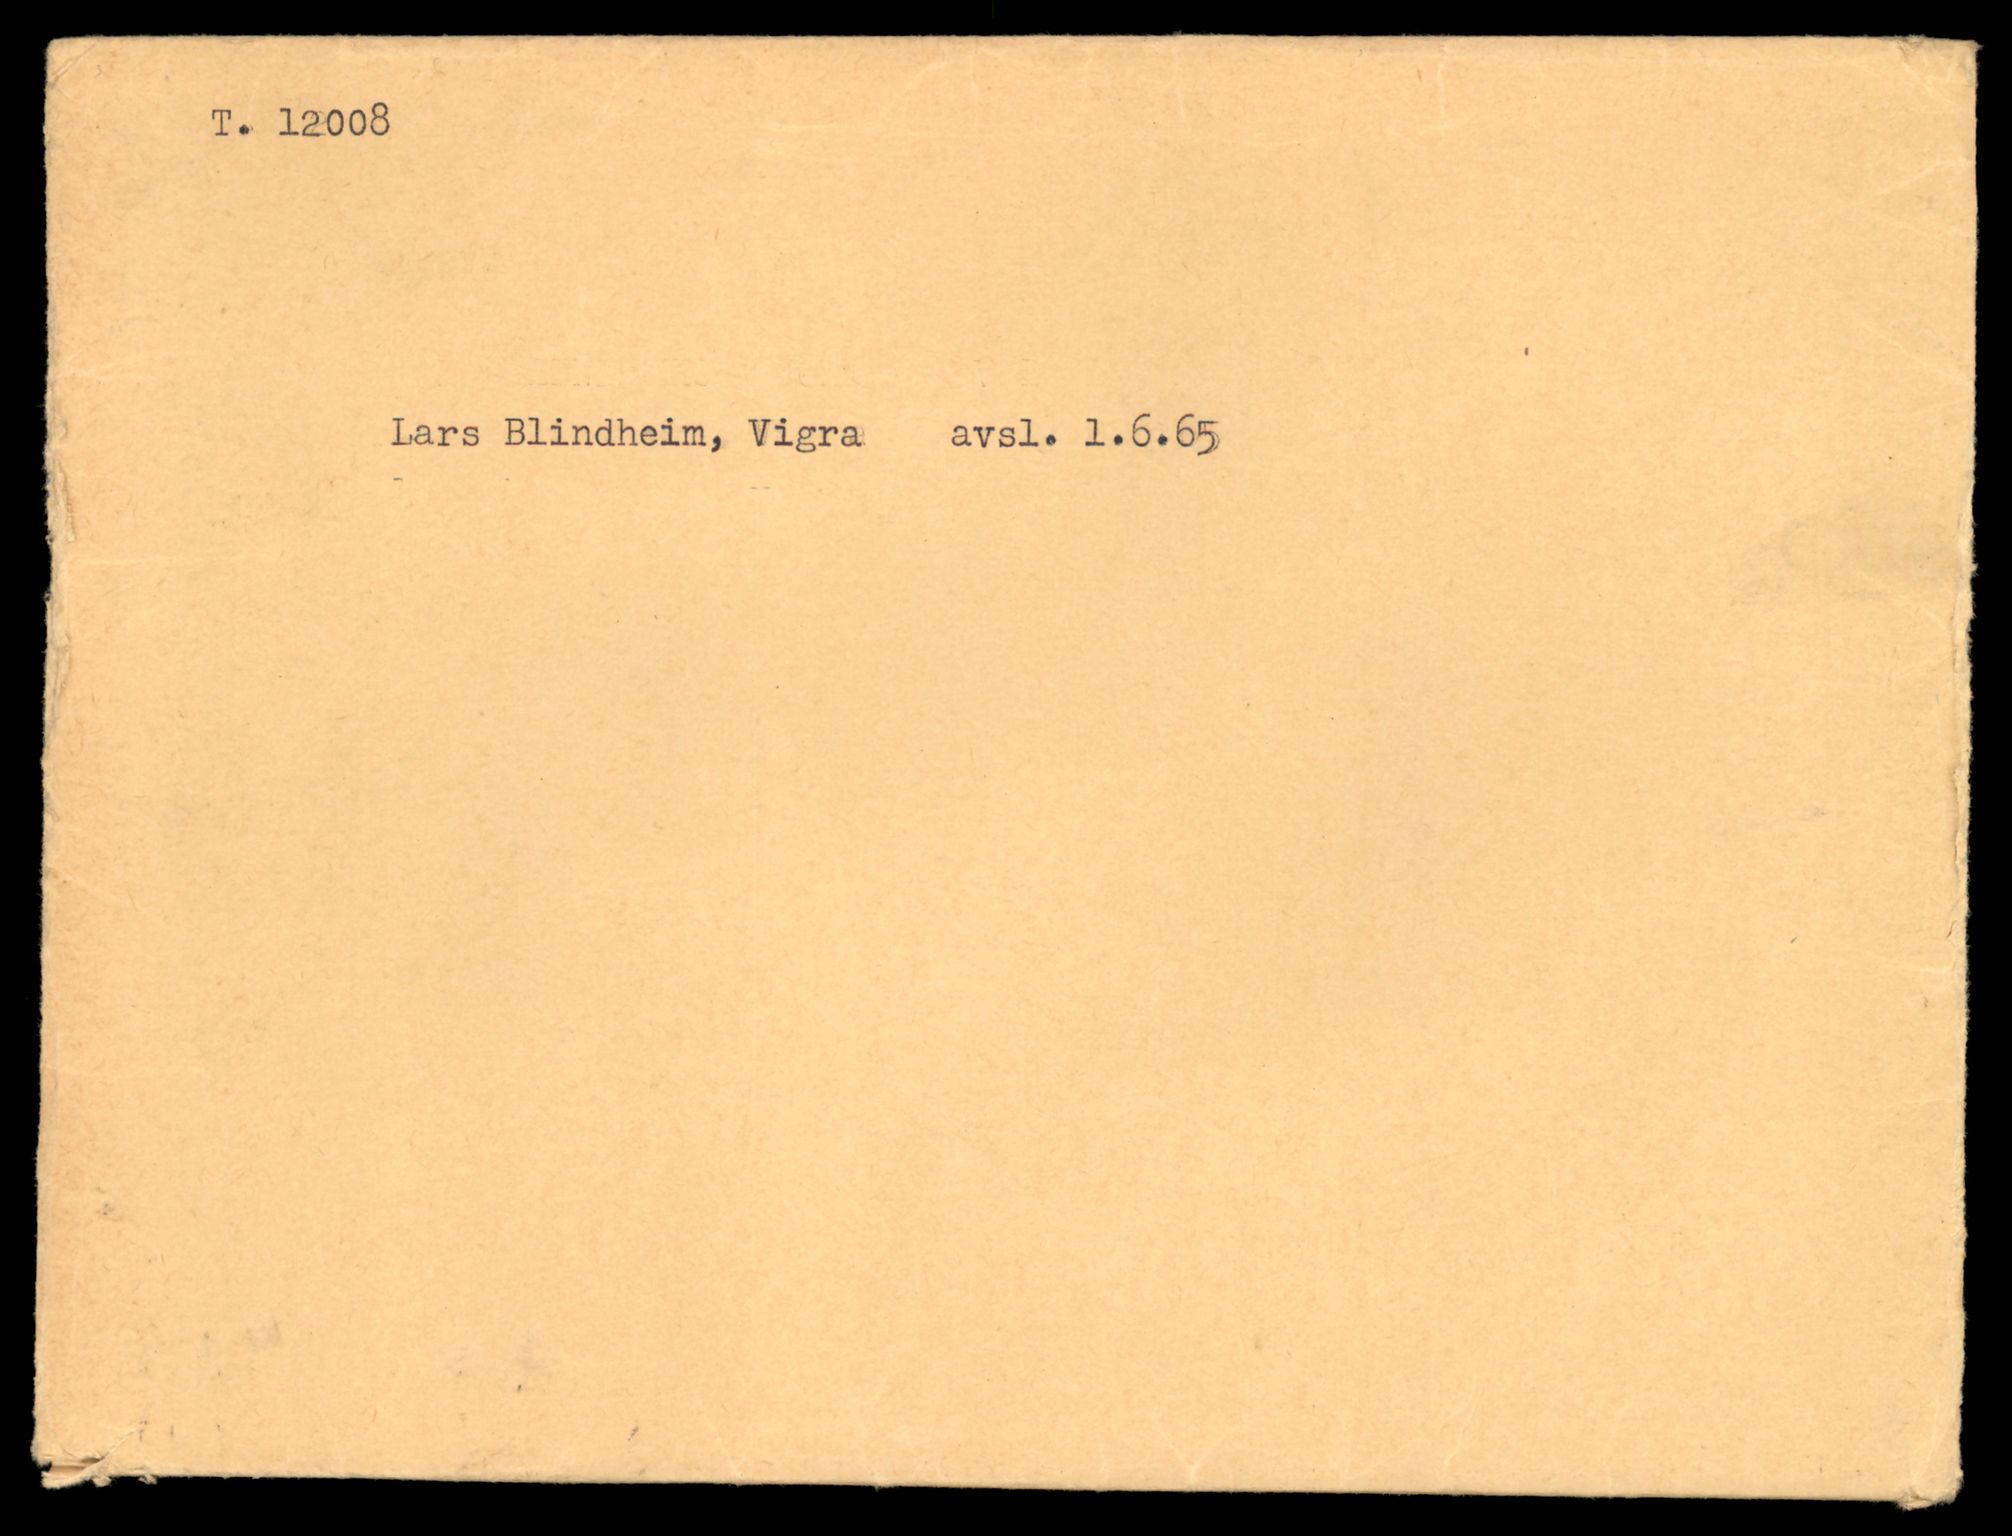 T. 12008
Lars Blindheim, Vigra avsl. 1.6.65